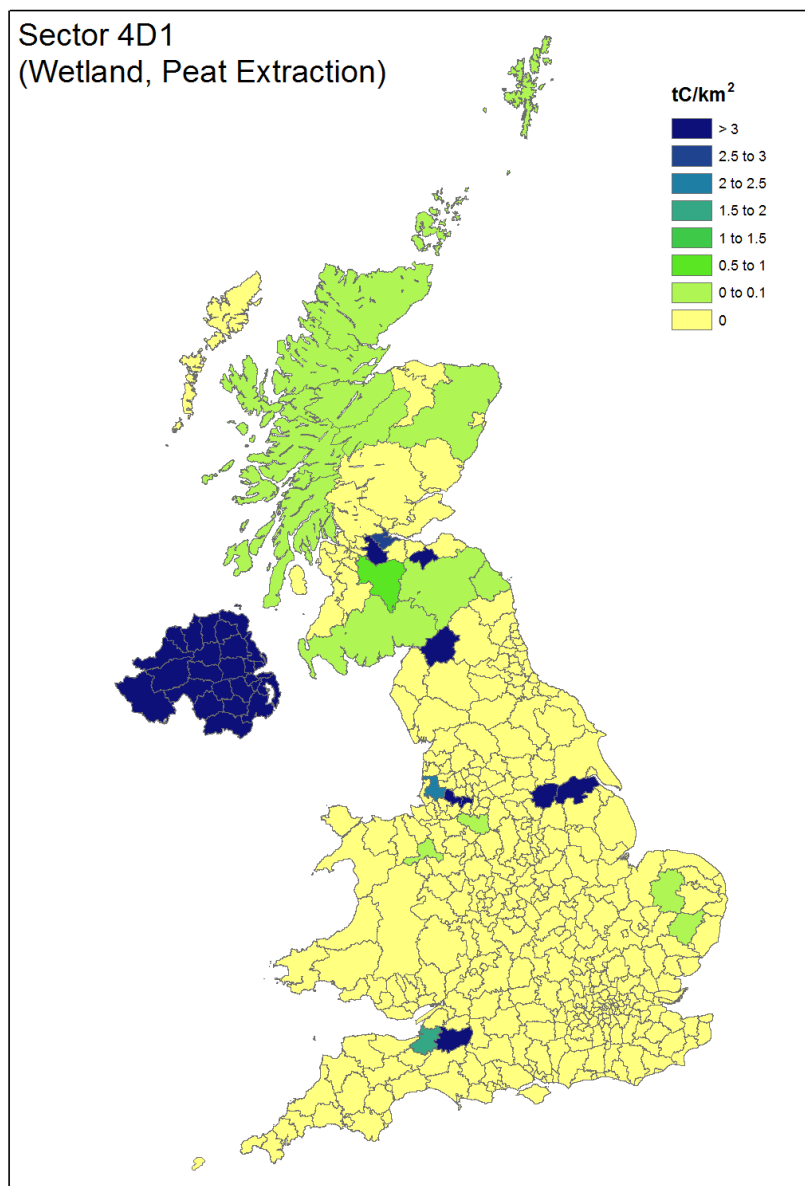 Sector 4D1
(Wetland, Peat Extraction)
tC/km²
> 3
2.5 to 3
2 to 2.5
1.5 to 2
1 to 1.5
0.5 to 1
0 to 0.1
0